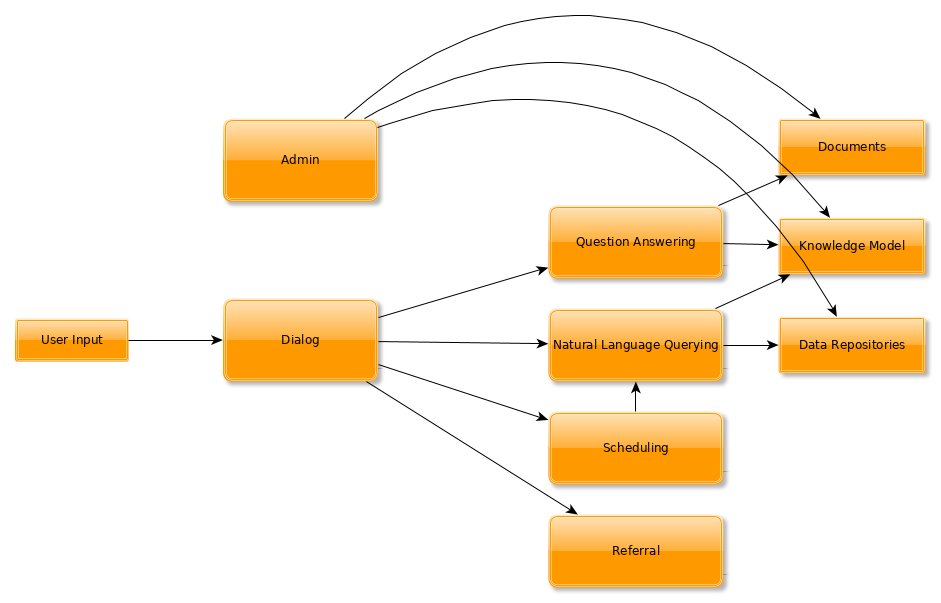 Admin
Documents
Question Answering
Knowledge Model
User Input
Dialog
Natural Language Querying
Data Repositories
Scheduling
Referral